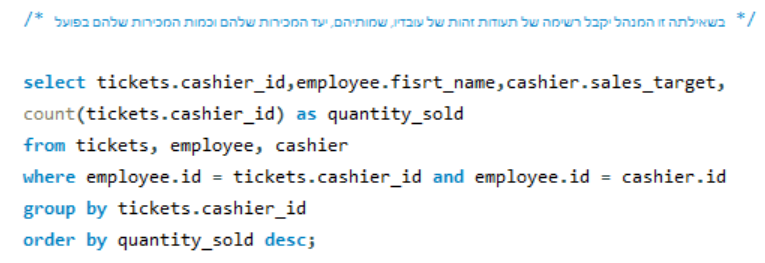 /* בשאילתה זו המנהל יקבל רשימה של תעודות זהות של עובדיו, שמותיהם, יעד המכירות שלהם וכמות המכירות שלהם בפועל */
select tickets.cashier_id,employee.fisrt_name,cashier.sales_target,
count(tickets.cashier_id) as quantity_sold
from tickets, employee, cashier
where employee.id = tickets.cashier_id and employee.id = cashier.id
group by tickets.cashier_id
order by quantity_sold desc;